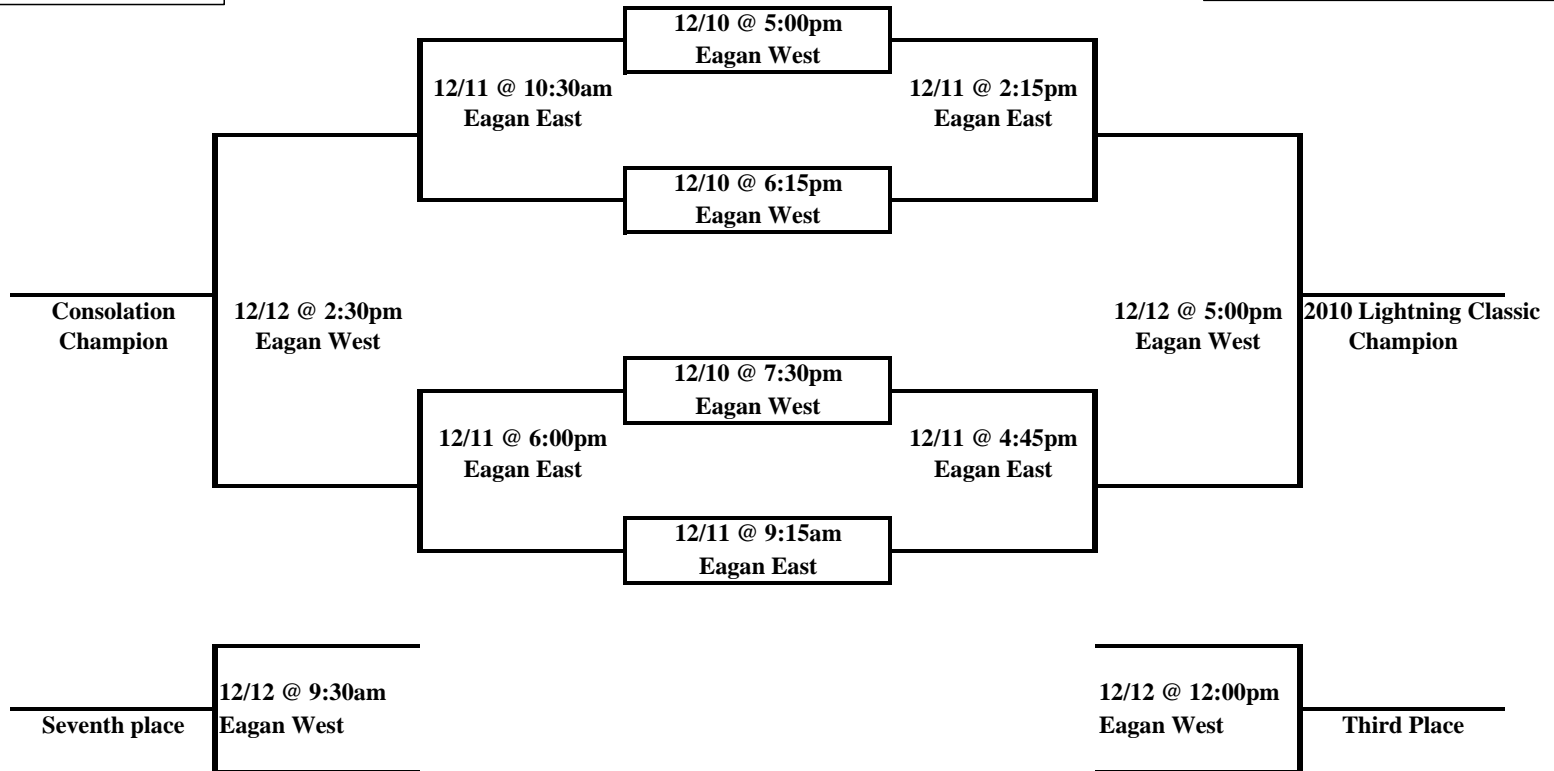 12/10 @ 5:00pm
Eagan West
12/11 @ 10:30am
Eagan East
12/11 @ 2:15pm
Eagan East
12/10 @ 6:15pm
Eagan West
Consolation
Champion
12/12 @ 2:30pm
Eagan West
12/12 @ 5:00pm
Eagan West
2010 Lightning Classic
Champion
12/10 @ 7:30pm
Eagan West
12/11 @ 6:00pm
Eagan East
12/11 @ 4:45pm
Eagan East
12/11 @ 9:15am
Eagan East
12/12 @ 9:30am
Eagan West
Seventh place
12/12 @ 12:00pm
Eagan West
Third Place